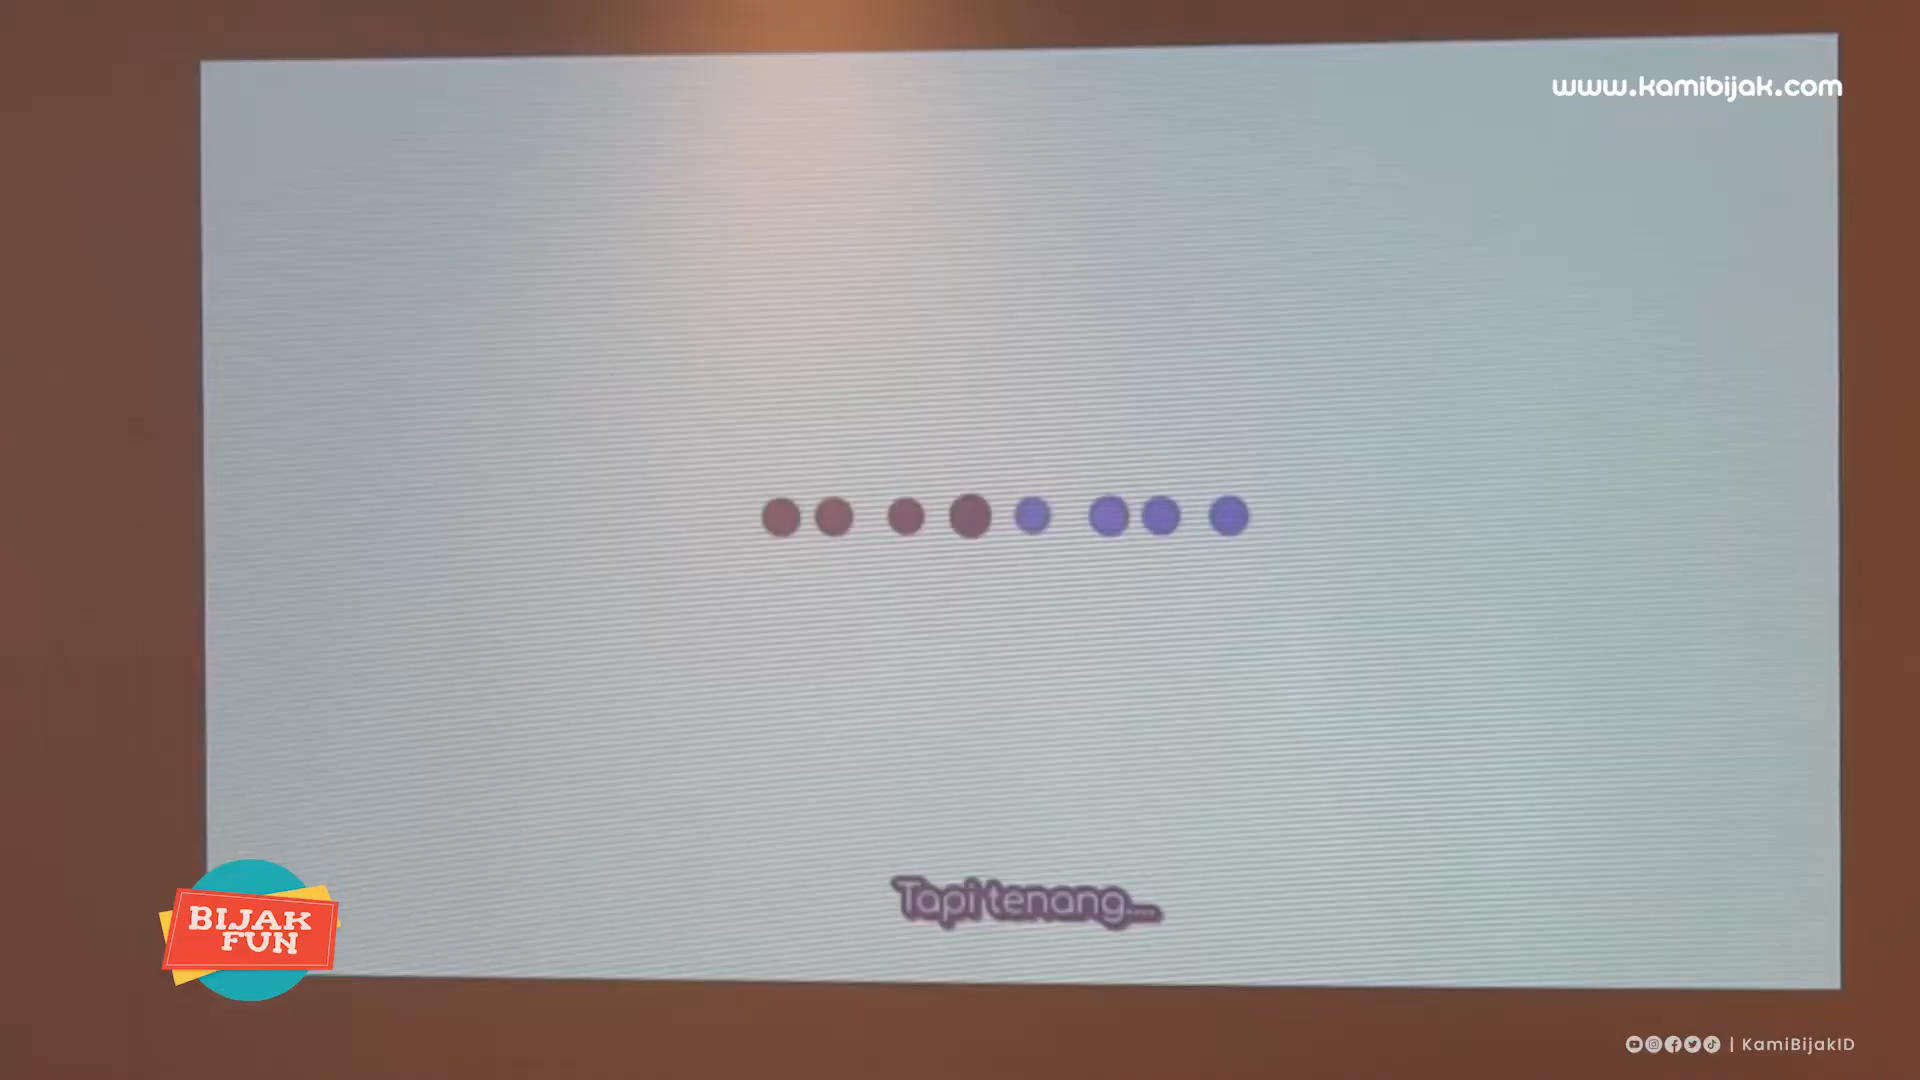 www.kamibijak.com
Tapi tenang....
BIJAK
FUN
| KamiBijakID